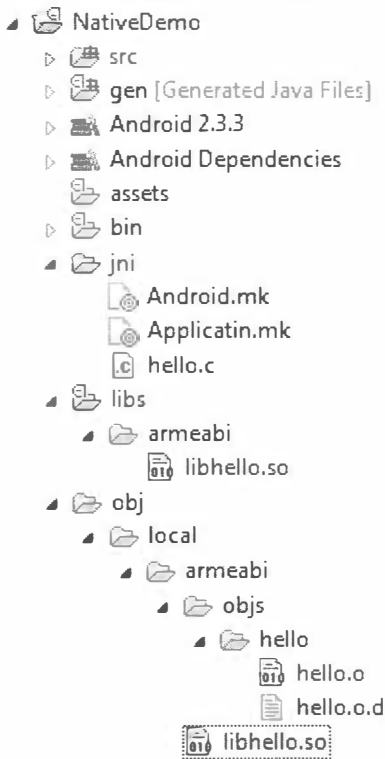 NativeDemo
src
gen [Generated Java Files]
Android 2.3.3
Android Dependencies
assets
bin
jni
Android.mk
Applicatin.mk
hello.c
libs
armeabi
libhello.so
obj
local
armeabi
objs
hello
hello.o
hello.o.d
libhello.so